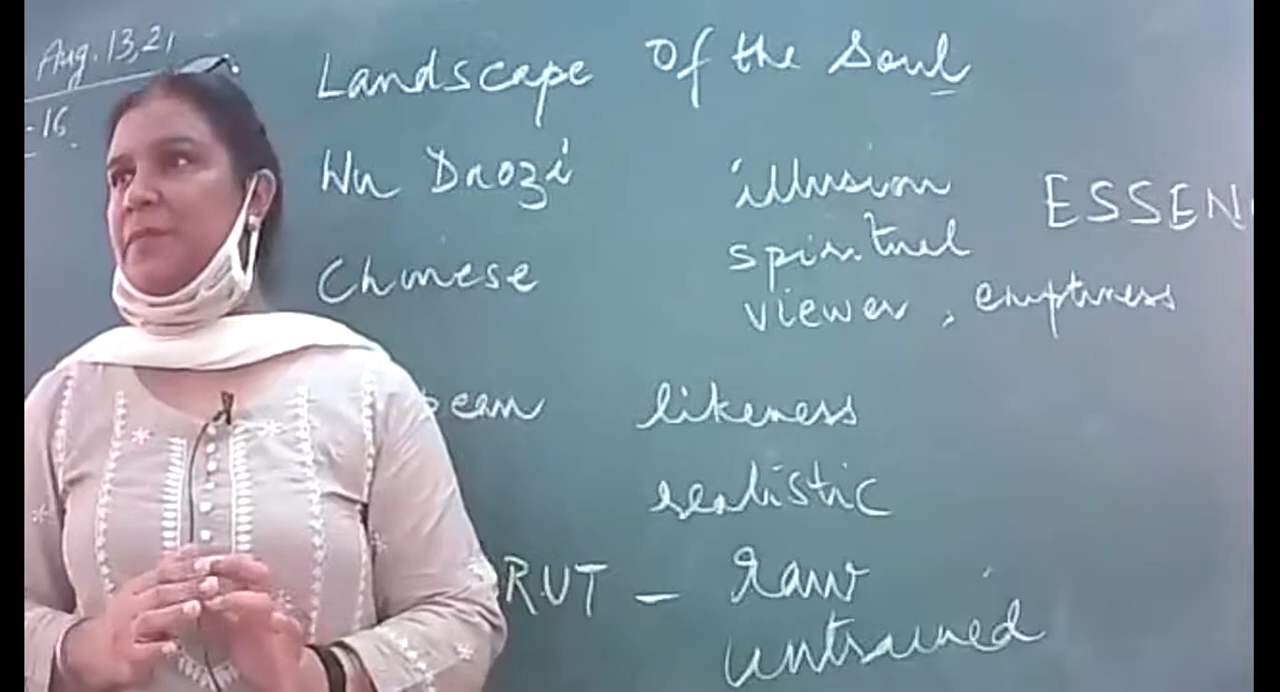 Aug. 13, 21
-16.
Landscape Of the Soul
Wu Daozi
illusion ESSEN
spiritual
Chinese
viewer, emptiness
pean likeness
realistic
RUT - raw
untrained